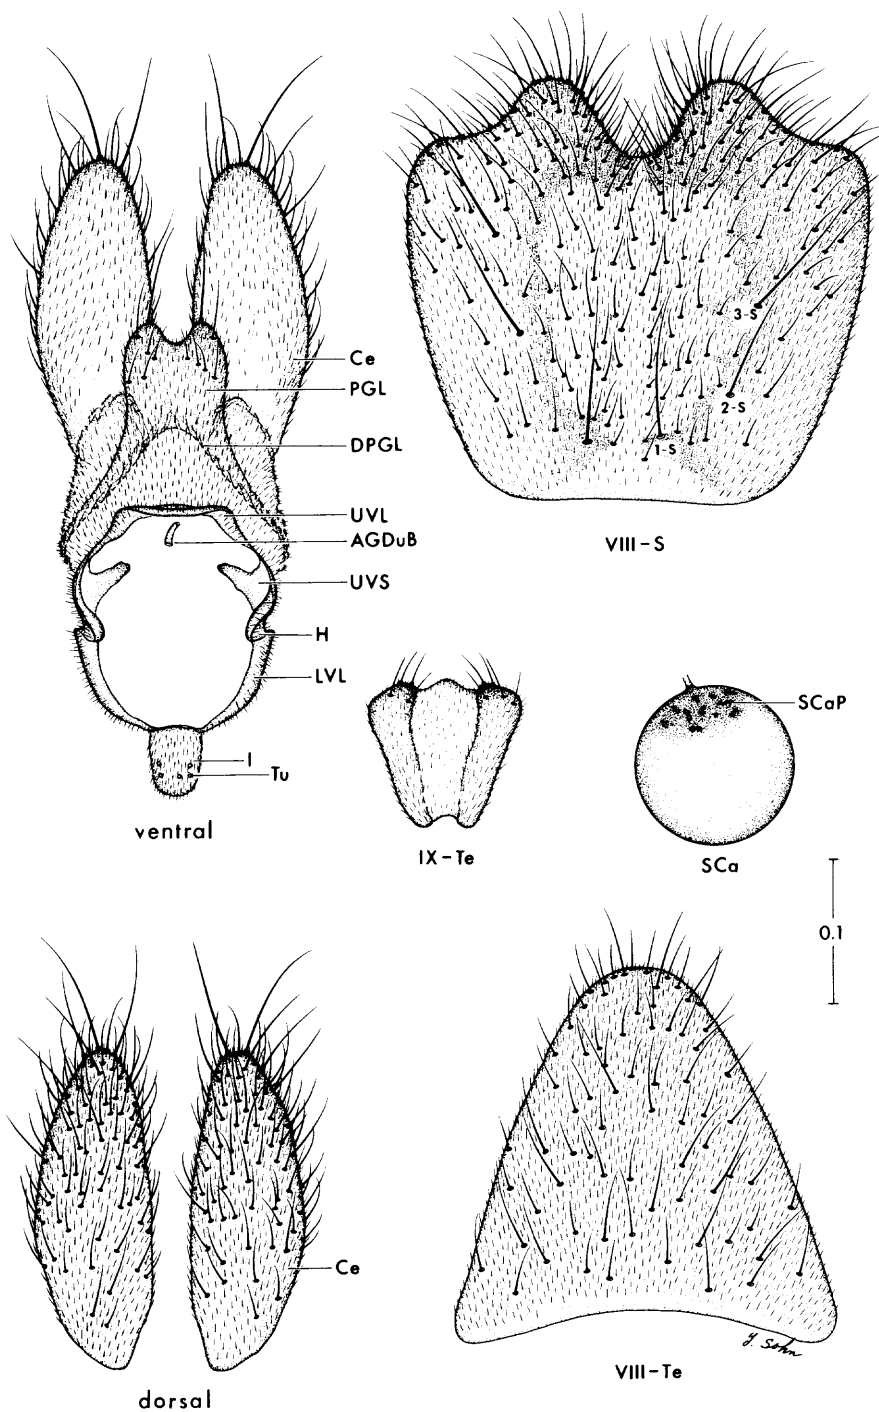 Ce
PGL
DPGL
UVL
AGDuB
UVS
H
LVL
I
Tu
ventral
3-S
2-S
1-S
VIII-S
IX-Te
SCaP
SCa
0.1
Ce
dorsal
y. Sohn
VIII-Te